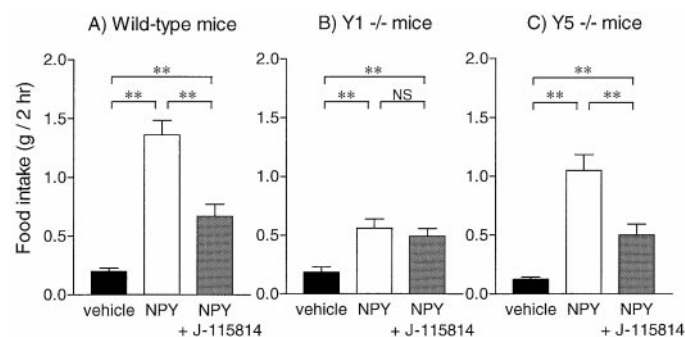 A) Wild-type mice
B) Y1 -/- mice
C) Y5 -/- mice
Food intake (g / 2 hr)
2.0
1.5
1.0
0.5
0.0
**
**
**
vehicle
NPY
NPY
+ J-115814
2.0
1.5
1.0
0.5
0.0
**
**
NS
vehicle
NPY
NPY
+ J-115814
2.0
1.5
1.0
0.5
0.0
**
**
**
vehicle
NPY
NPY
+ J-115814